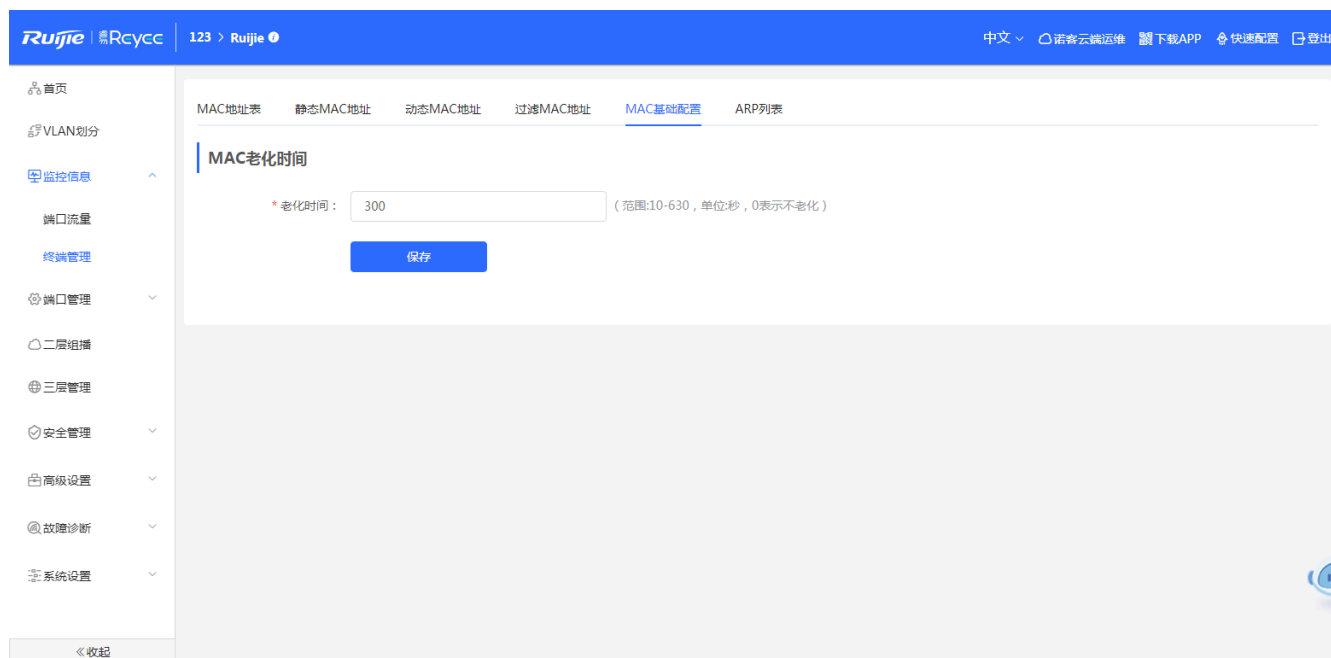 Ruijie Rcycc 123 > Ruijie 中文 诺客云端运维 下载APP 快速配置 登出
首页
MAC地址表 静态MAC地址 动态MAC地址 过滤MAC地址 MAC基础配置 ARP列表
VLAN划分
MAC老化时间
监控信息
* 老化时间： 300 ( 范围:10-630，单位:秒，0表示不老化 )
端口流量
保存
终端管理
端口管理
二层组播
三层管理
安全管理
高级设置
故障诊断
系统设置
《收起